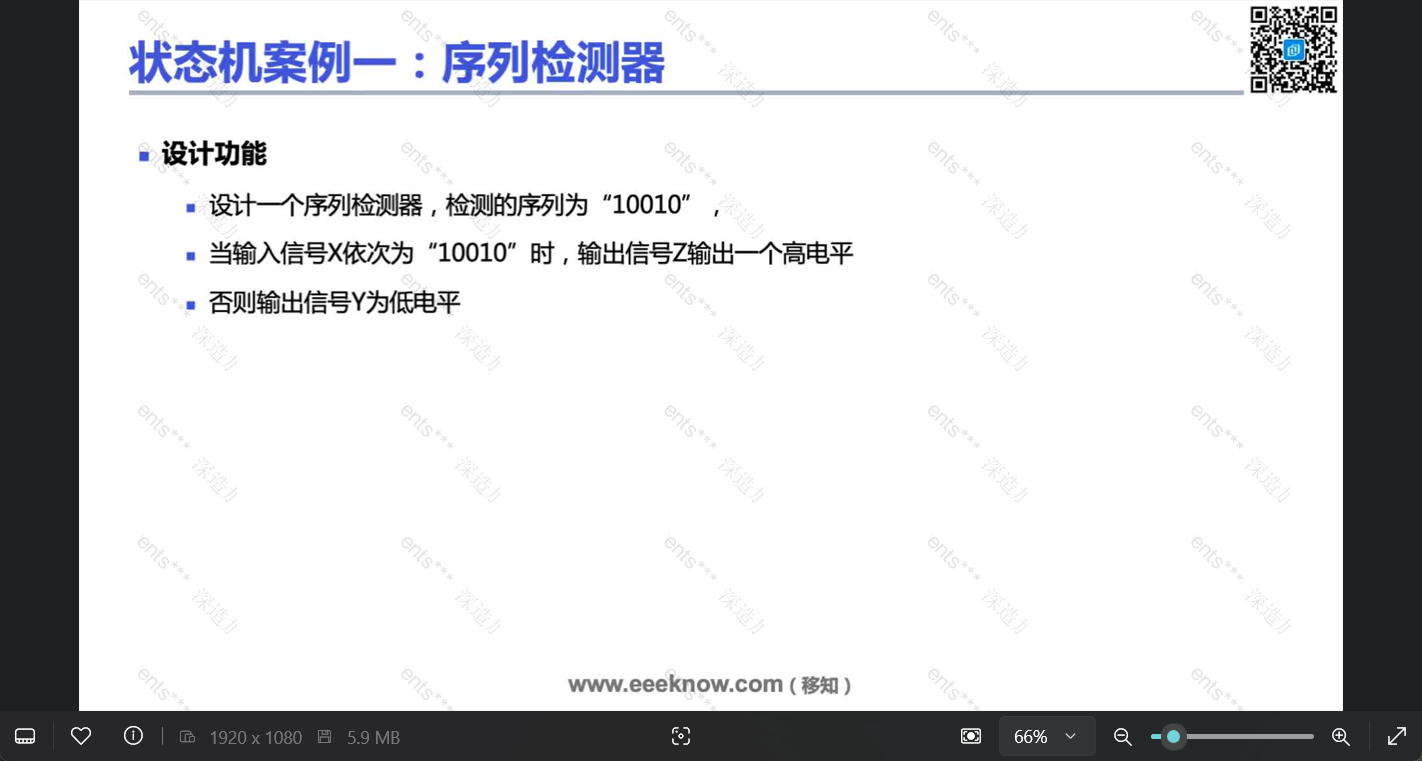 状态机案例一：序列检测器
设计功能
设计一个序列检测器，检测的序列为“10010”，
当输入信号X依次为“10010”时，输出信号Z输出一个高电平
否则输出信号Y为低电平
ents*** 深造
www.eeeknow.com（移知）
1920 x 1080
5.9 MB
66%